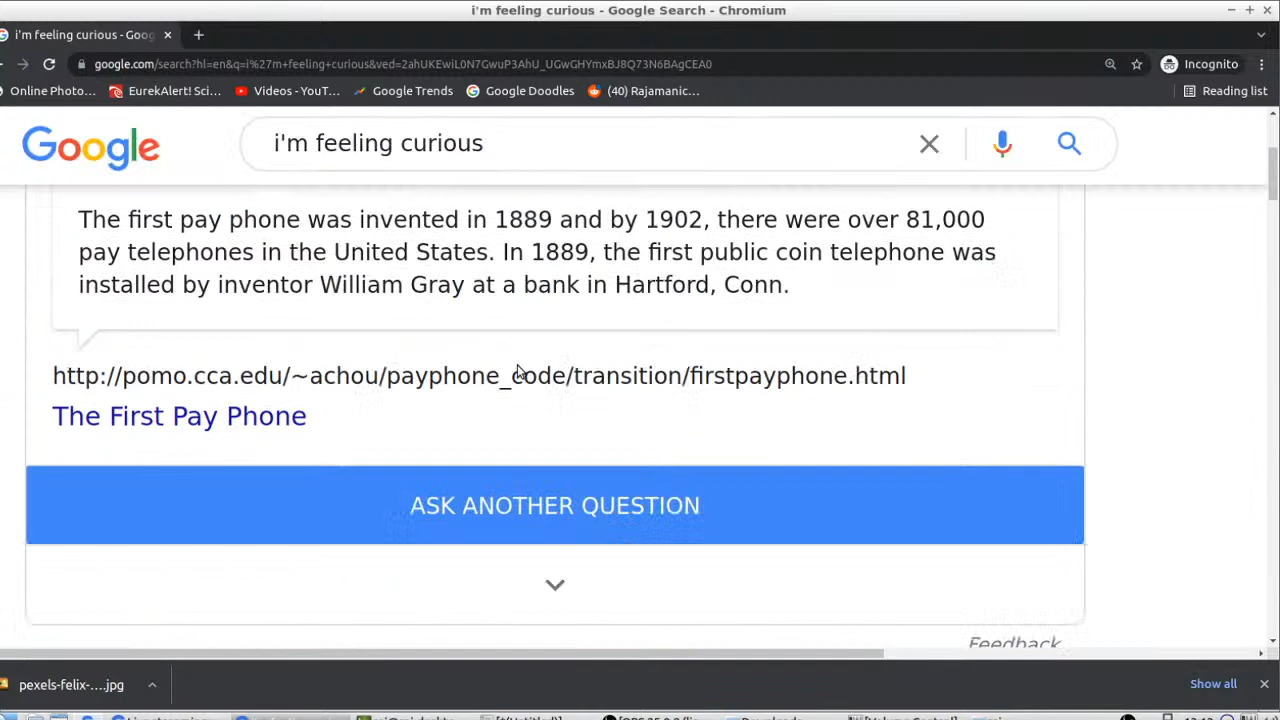 i'm feeling curious - Google Search - Chromium
i'm feeling curious - Goog
google.com/search?hl=en&q=i%27m+feeling+curious&ved=2ahUKEwiL0N7GwuP3AhU_UGwGHYmxBJ8Q73N6BAgCEA0
Incognito
Online Photo... EurekAlert! Sci... Videos - YouT... Google Trends Google Doodles (40) Rajamanic... Reading list
Google i'm feeling curious
The first pay phone was invented in 1889 and by 1902, there were over 81,000
pay telephones in the United States. In 1889, the first public coin telephone was
installed by inventor William Gray at a bank in Hartford, Conn.
http://pomo.cca.edu/~achou/payphone_code/transition/firstpayphone.html
The First Pay Phone
ASK ANOTHER QUESTION
Feedback
pexels-felix-....jpg Show all